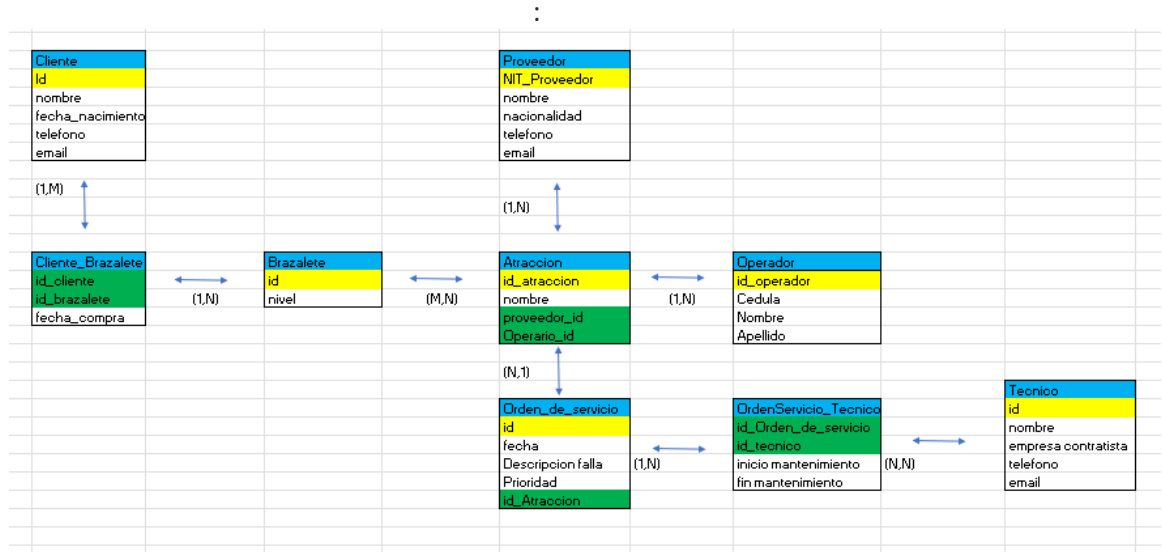 :
Cliente
Id
nombre
fecha_nacimiento
telefono
email
Proveedor
NIT_Proveedor
nombre
nacionalidad
telefono
email
(1,M)
(1,N)
Cliente_Brazalete
id_cliente
id_brazalete
fecha_compra
(1,N)
Brazalete
id
nivel
(M,N)
Atraccion
id_atraccion
nombre
proveedor_id
Operario_id
(1,N)
Operador
id_operador
Cedula
Nombre
Apellido
(N,1)
Orden_de_servicio
id
fecha
Descripcion falla
Prioridad
id_Atraccion
(1,N)
OrdenServicio_Tecnico
id_Orden_de_servicio
id_tecnico
inicio mantenimiento
fin mantenimiento
(N,N)
Tecnico
id
nombre
empresa contratista
telefono
email